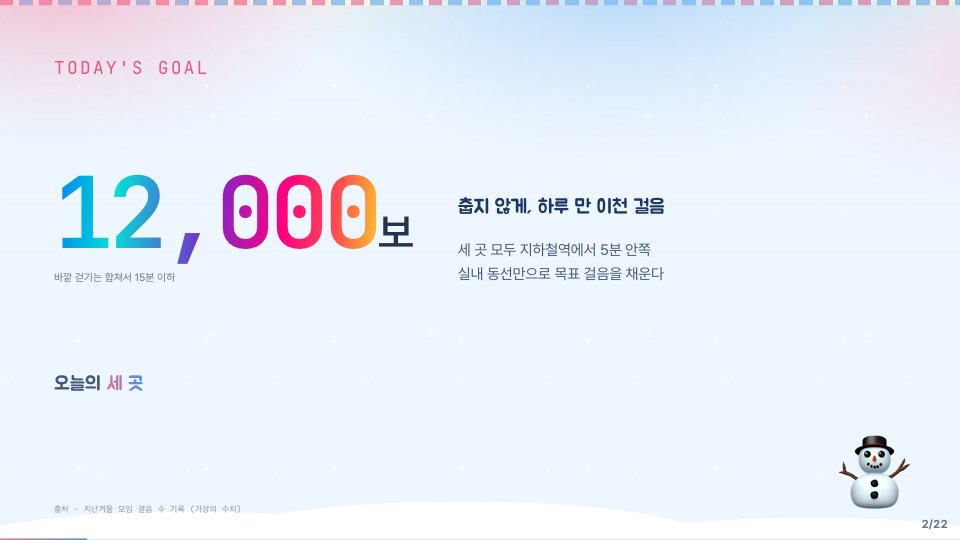 TODAY'S GOAL
12,000보
바깥 걷기는 합쳐서 15분 이하
춥지 않게, 하루 만 이천 걸음
세 곳 모두 지하철역에서 5분 안쪽
실내 동선만으로 목표 걸음을 채운다
오늘의 세 곳
출처 · 지난겨울 모임 걸음 수 기록 (가상의 수치)
2/22